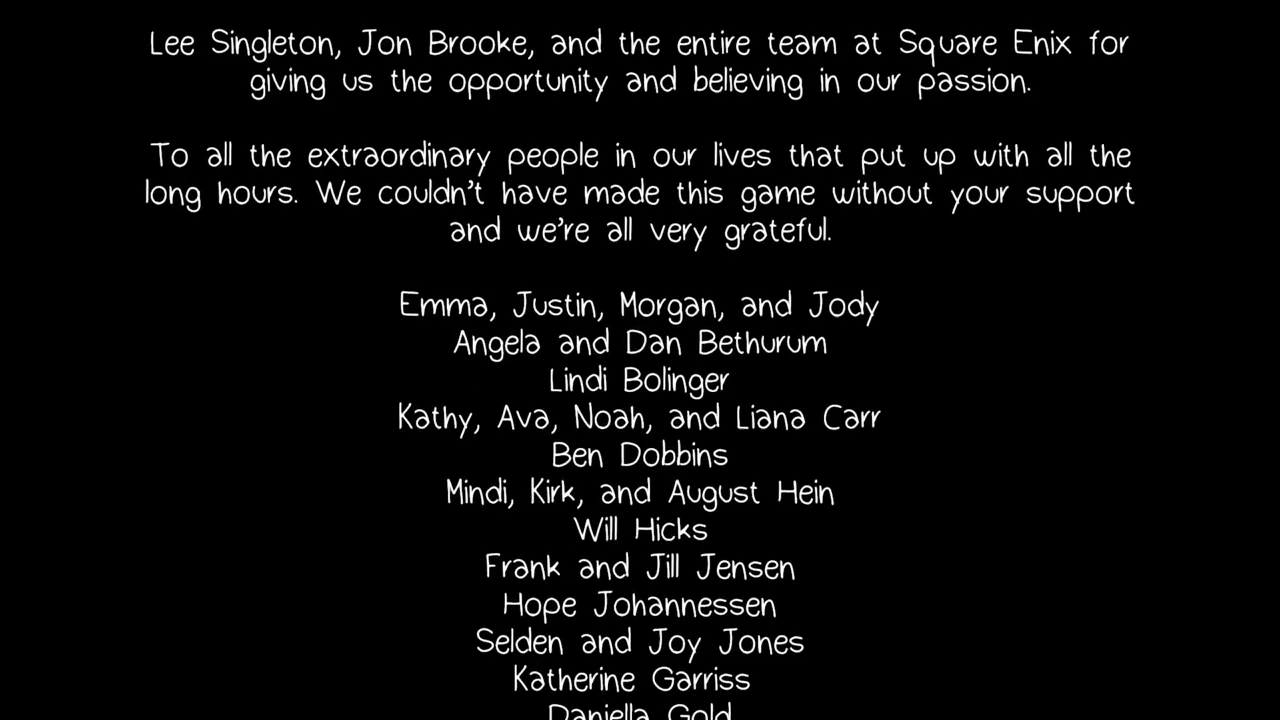 Lee Singleton, Jon Brooke, and the entire team at Square Enix for
giving us the opportunity and believing in our passion.
To all the extraordinary people in our lives that put up with all the
long hours. We couldn't have made this game without your support
and we're all very grateful.
Emma, Justin, Morgan, and Jody
Angela and Dan Bethurum
Lindi Bolinger
Kathy, Ava, Noah, and Liana Carr
Ben Dobbins
Mindi, Kirk, and August Hein
Will Hicks
Frank and Jill Jensen
Hope Johannessen
Selden and Joy Jones
Katherine Garriss
Daniella Gold